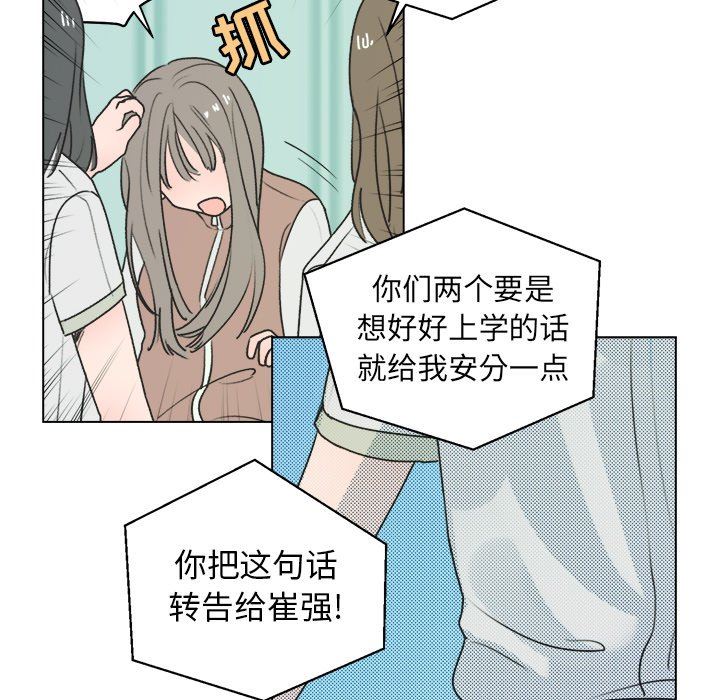 抓
你们两个要是
想好好上学的话
就给我安分一点
你把这句话
转告给崔强!